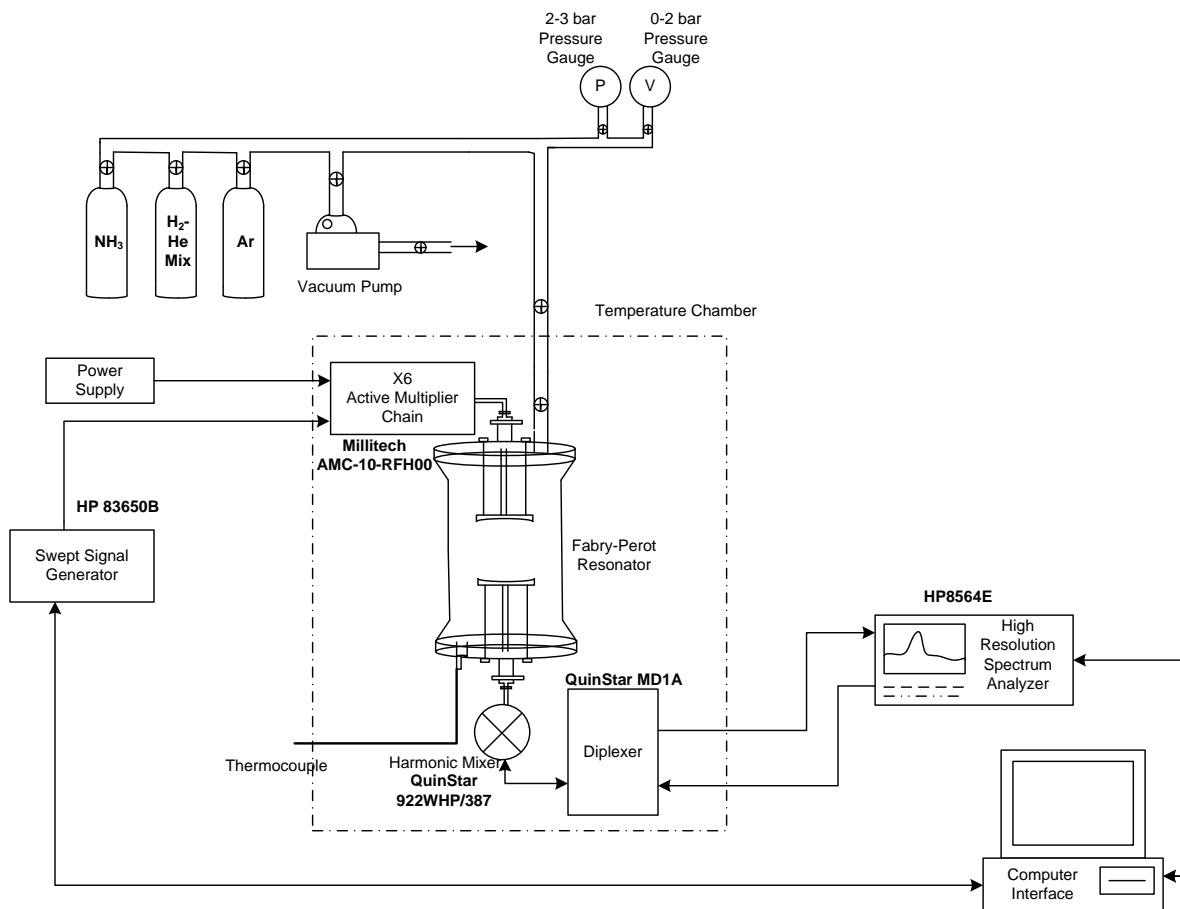 2-3 bar
Pressure
Gauge
0-2 bar
Pressure
Gauge
P
V
NH3
H2-
He
Mix
Ar
Vacuum Pump
Temperature Chamber
Power
Supply
X6
Active Multiplier
Chain
Millitech
AMC-10-RFH00
HP 83650B
Swept Signal
Generator
Fabry-Perot
Resonator
HP8564E
High
Resolution
Spectrum
Analyzer
QuinStar MD1A
Diplexer
Thermocouple
Harmonic Mixer
QuinStar
922WHP/387
Computer
Interface